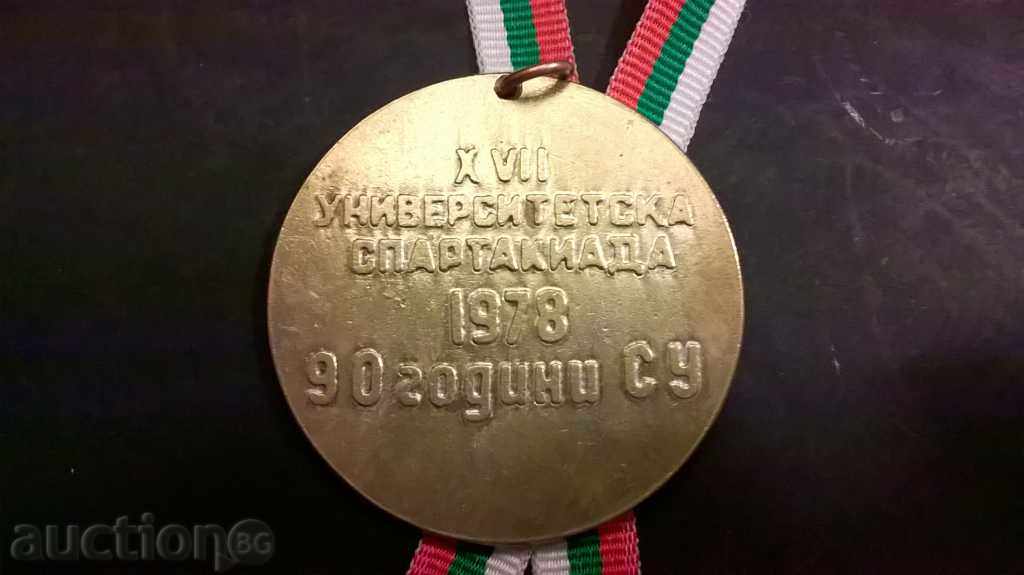 XVII
УНИВЕРСИТЕТСКА
СПАРТАКИАДА
1978
90 години СУ
auction BG